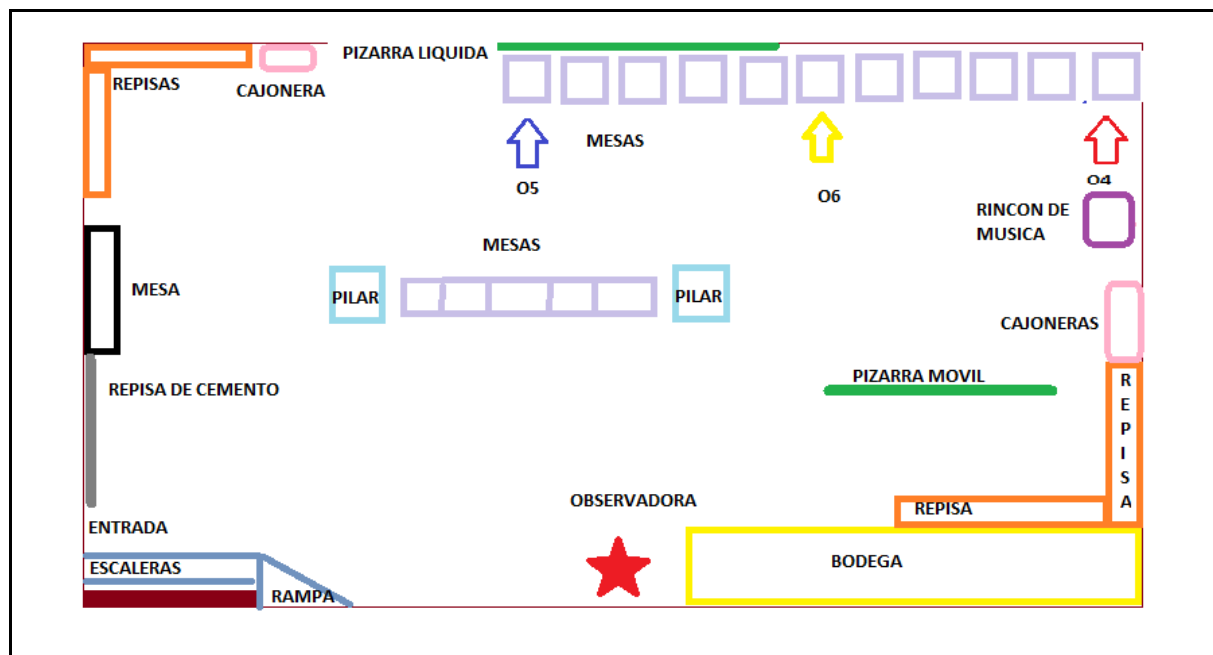 PIZARRA LIQUIDA
REPISAS
CAJONERA
MESAS
O5
O6
O4
RINCON DE
MUSICA
MESAS
MESA
PILAR
PILAR
CAJONERAS
REPISA DE CEMENTO
PIZARRA MOVIL
R
E
P
I
S
A
OBSERVADORA
REPISA
ENTRADA
ESCALERAS
BODEGA
RAMPA